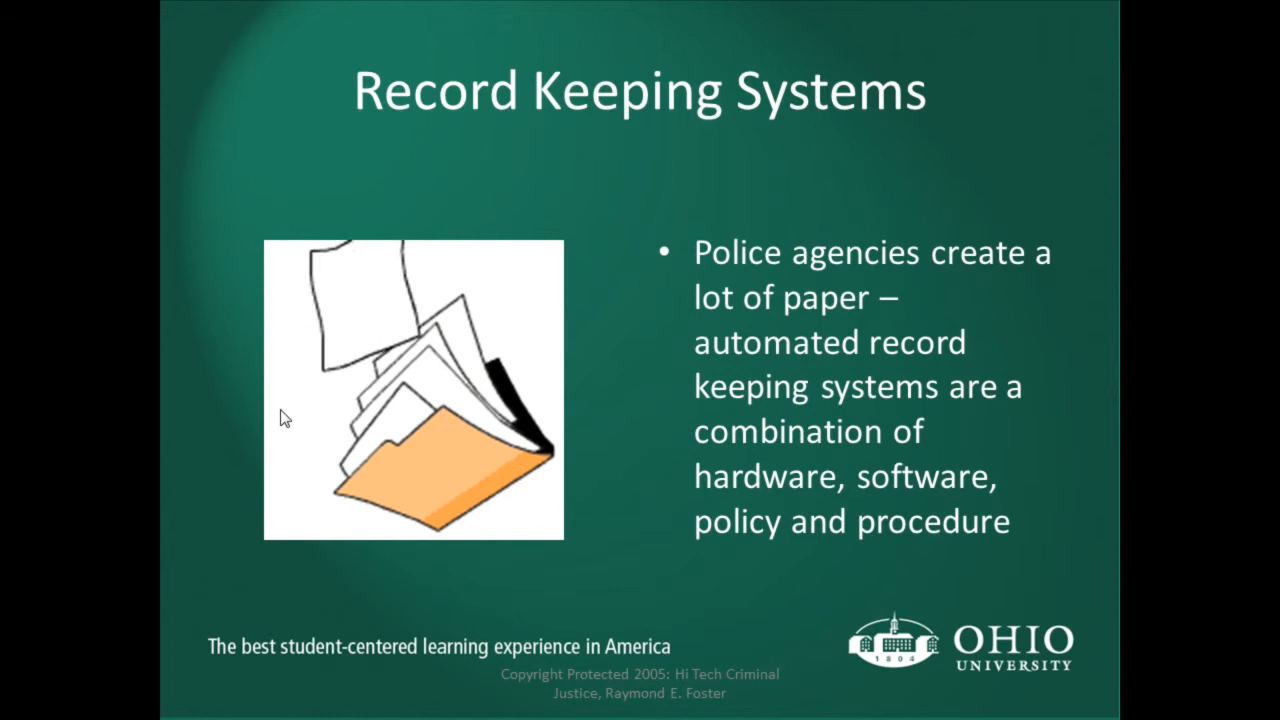 Record Keeping Systems
• Police agencies create a
lot of paper –
automated record
keeping systems are a
combination of
hardware, software,
policy and procedure
The best student-centered learning experience in America
1804
OHIO
UNIVERSITY
Copyright Protected 2005: Hi Tech Criminal
Justice, Raymond E. Foster